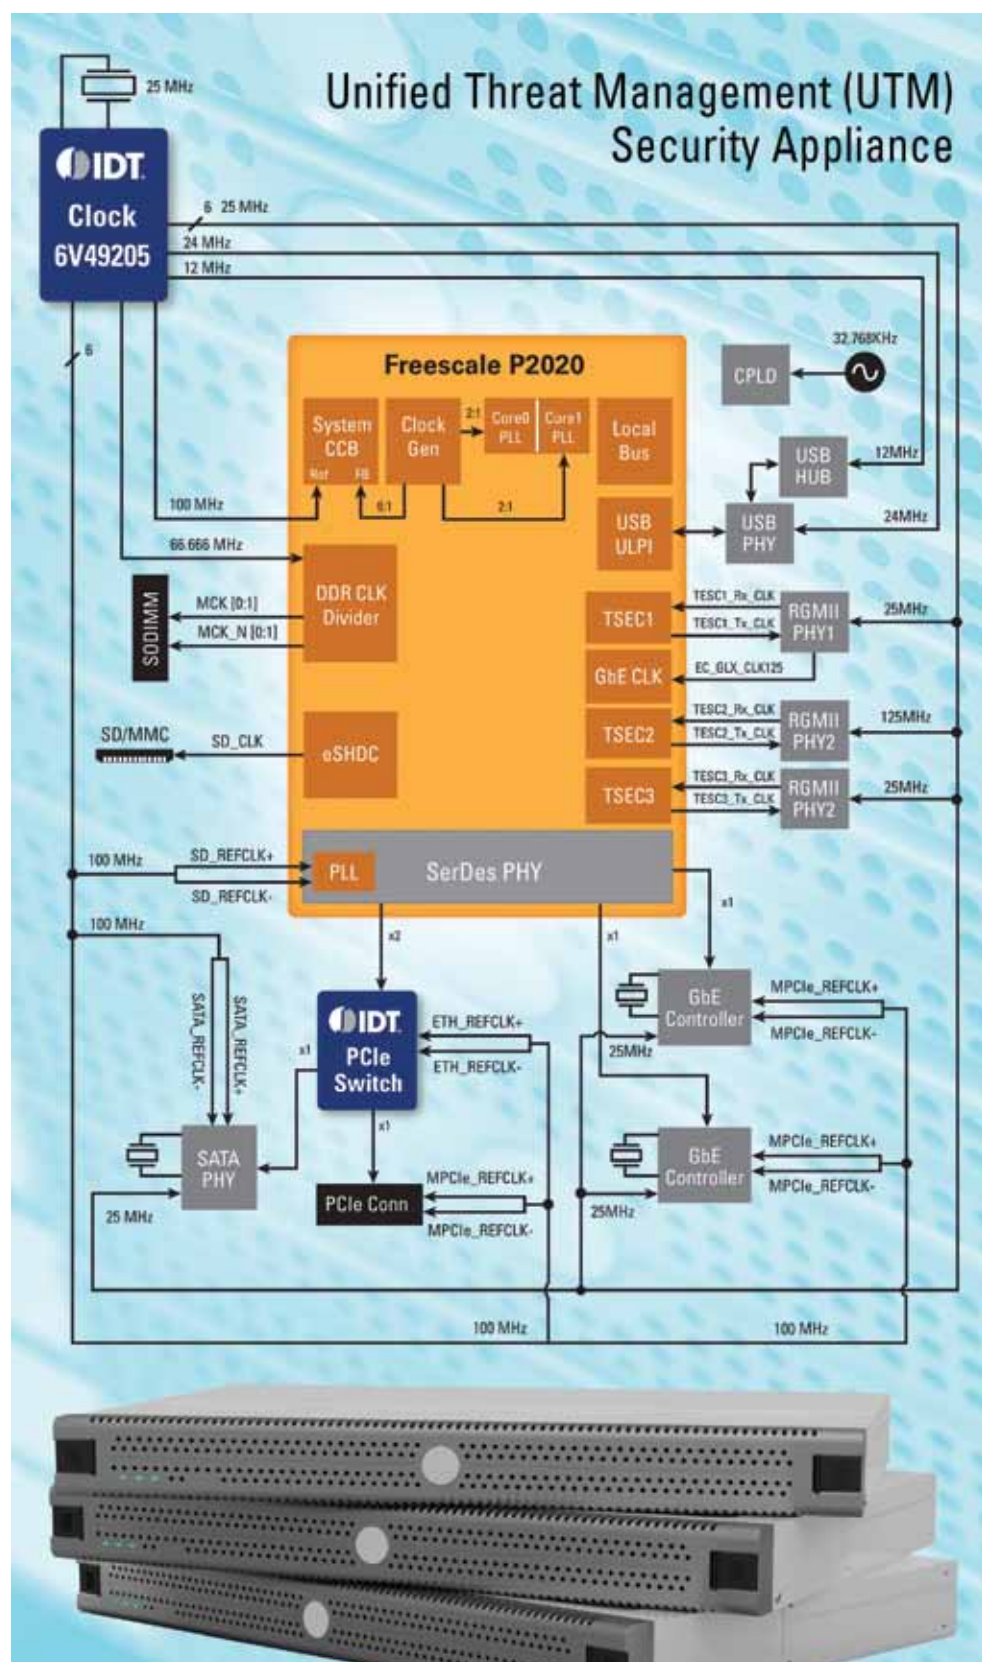 Unified Threat Management (UTM)
Security Appliance
25 MHz
IDT.
Clock
6V49205
6 25 MHz
24 MHz
12 MHz
6
Freescale P2020
32.768KHz
CPLD
System
CCB
Ref FB
Clock
Gen
2:1
Core0
PLL
Core1
PLL
Local
Bus
USB
HUB
12MHz
100 MHz
6:1
2:1
USB
ULPI
USB
PHY
24MHz
66.666 MHz
DDR CLK
Divider
SODIMM
MCK [0:1]
MCK_N [0:1]
TSEC1
TESC1_Rx_CLK
TESC1_Tx_CLK
RGMII
PHY1
25MHz
GbE CLK
EC_GLX_CLK125
SD/MMC
SD_CLK
eSHDC
TSEC2
TESC2_Rx_CLK
TESC2_Tx_CLK
RGMII
PHY2
125MHz
TSEC3
TESC3_Rx_CLK
TESC3_Tx_CLK
RGMII
PHY2
25MHz
100 MHz
SD_REFCLK+
SD_REFCLK-
PLL
SerDes PHY
100 MHz
x2
x1
x1
SATA_REFCLK-
SATA_REFCLK+
IDT.
PCIe
Switch
ETH_REFCLK+
ETH_REFCLK-
x1
x1
GbE
Controller
25MHz
MPCIe_REFCLK+
MPCIe_REFCLK-
SATA
PHY
25 MHz
PCIe Conn
MPCIe_REFCLK+
MPCIe_REFCLK-
GbE
Controller
25MHz
MPCIe_REFCLK+
MPCIe_REFCLK-
100 MHz
100 MHz